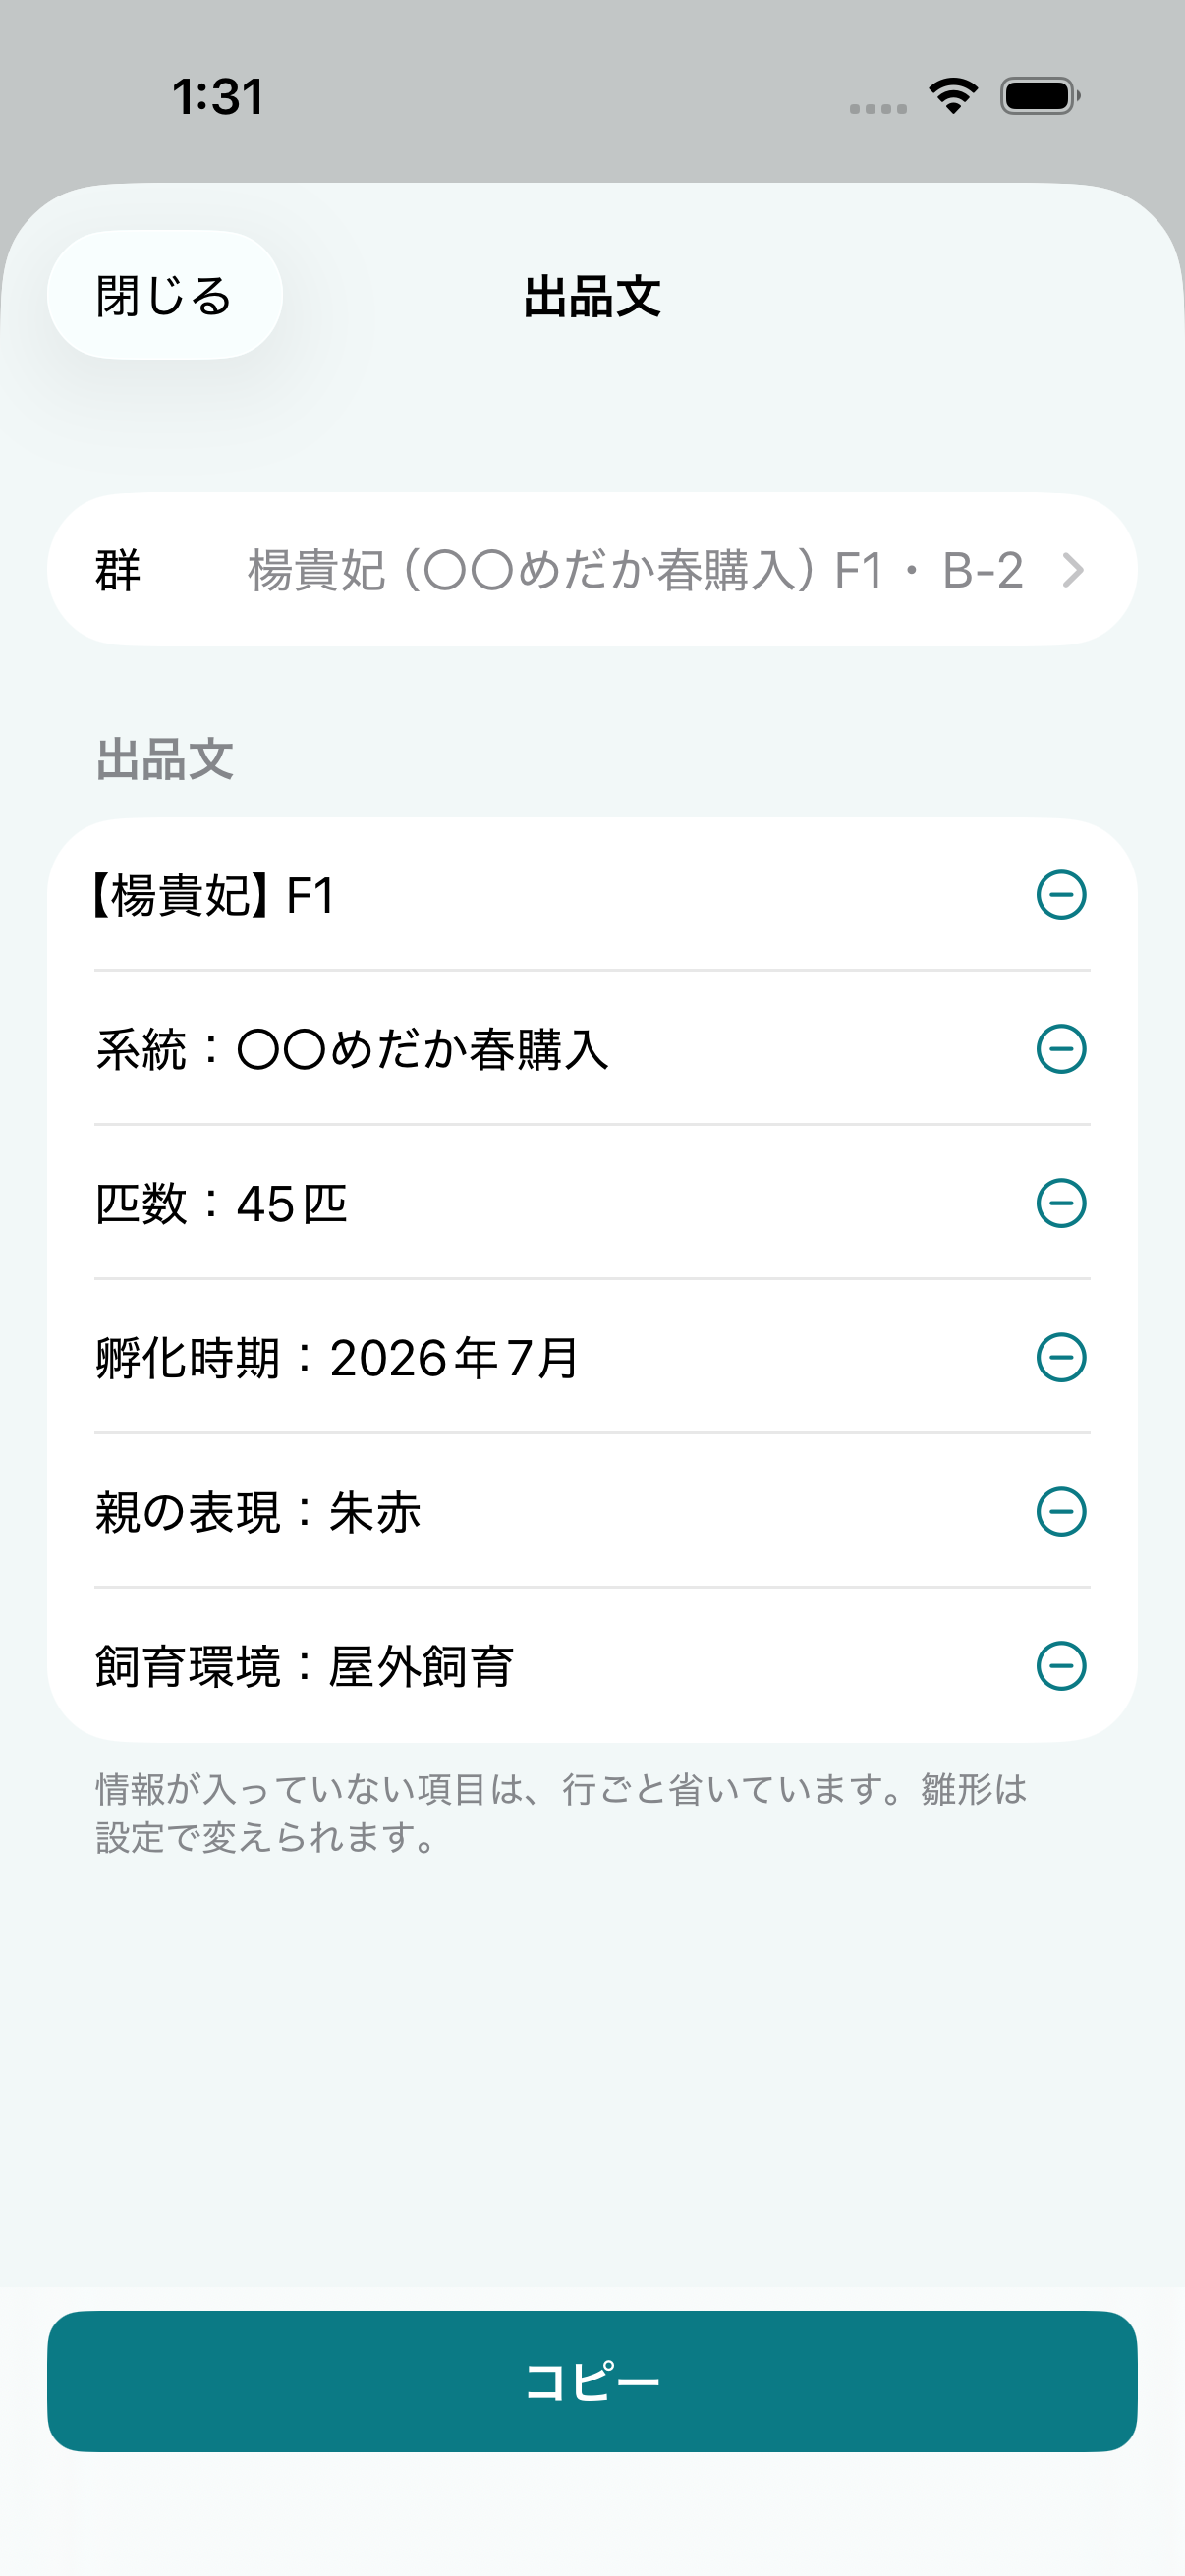 1:31
閉じる
出品文
群 楊貴妃（〇〇めだか春購入）F1・B-2
出品文
【楊貴妃】F1
系統：〇〇めだか春購入
匹数：45匹
孵化時期：2026年7月
親の表現：朱赤
飼育環境：屋外飼育
情報が入っていない項目は、行ごと省いています。雛形は
設定で変えられます。
コピー